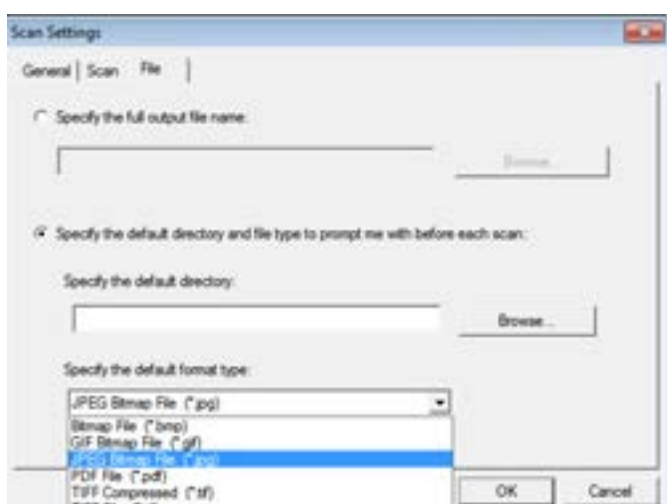 Scan Settings
General Scan File
Specify the full output file name:
Browse...
Specify the default directory and file type to prompt me with before each scan:
Specify the default directory:
Browse...
Specify the default format type:
JPEG Bitmap File (*.jpg)
Bitmap File (*.bmp)
GIF Bitmap File (*.gif)
JPEG Bitmap File (*.jpg)
PDF File (*.pdf)
TIFF Compressed (*.tif)
OK Cancel